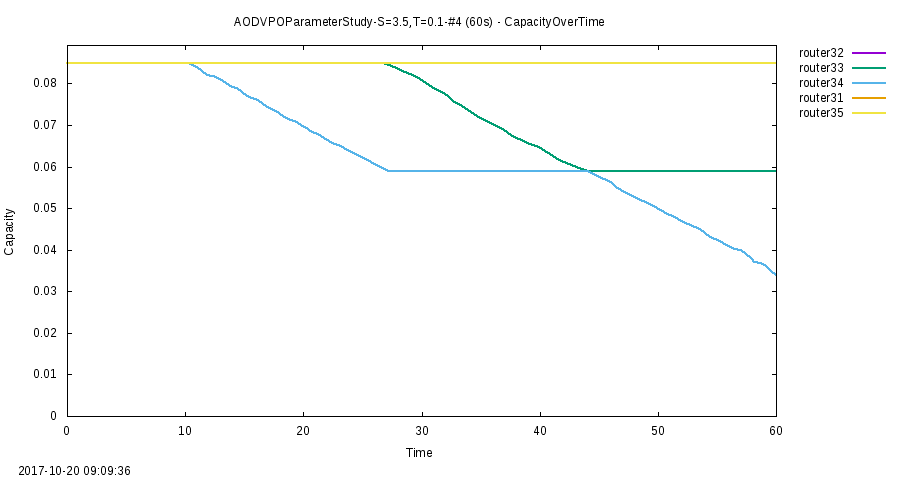 AODVPOParameterStudy-S=3.5,T=0.1-#4 (60s) - CapacityOverTime
router32
router33
router34
router31
router35
0.08
0.07
0.06
0.05
0.04
0.03
0.02
0.01
0
Capacity
0 10 20 30 40 50 60
Time
2017-10-20 09:09:36